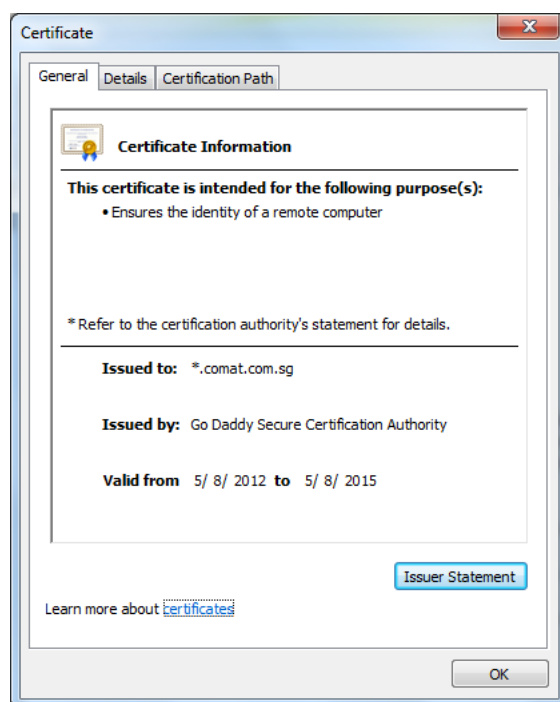 Certificate
General Details Certification Path
Certificate Information
This certificate is intended for the following purpose(s):
• Ensures the identity of a remote computer
* Refer to the certification authority's statement for details.
Issued to: *.comat.com.sg
Issued by: Go Daddy Secure Certification Authority
Valid from 5/ 8/ 2012 to 5/ 8/ 2015
Issuer Statement
Learn more about certificates
OK